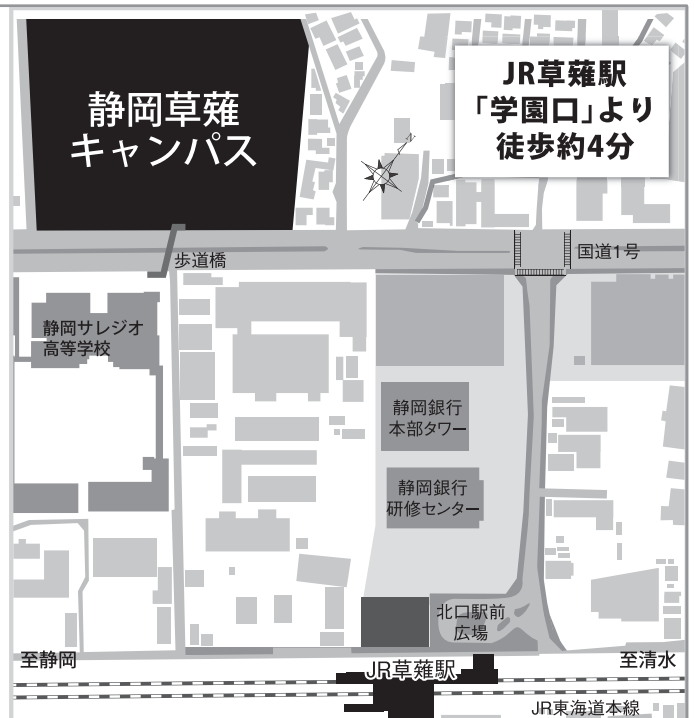 静岡草薙
キャンパス
JR草薙駅
「学園口」より
徒歩約4分
N
歩道橋
国道1号
静岡サレジオ
高等学校
静岡銀行
本部タワー
静岡銀行
研修センター
北口駅前
広場
至静岡
JR草薙駅
至清水
JR東海道本線